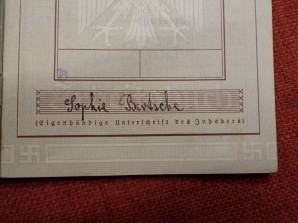 Sophie Bertsche
(Eigenhändige Unterschrift des Inhabers)